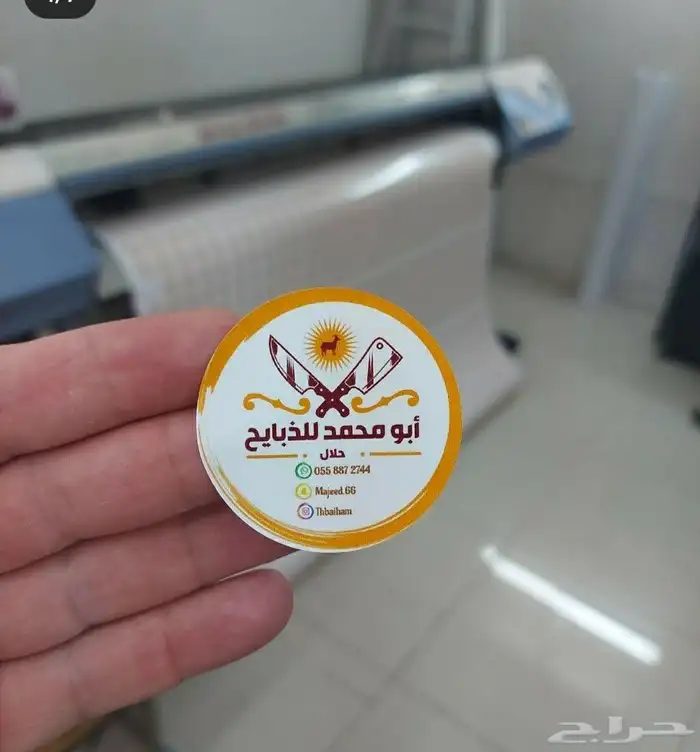 أبو محمد للذبايح
حلال
055 887 2744
Majeed.66
Thbaiham
حراج